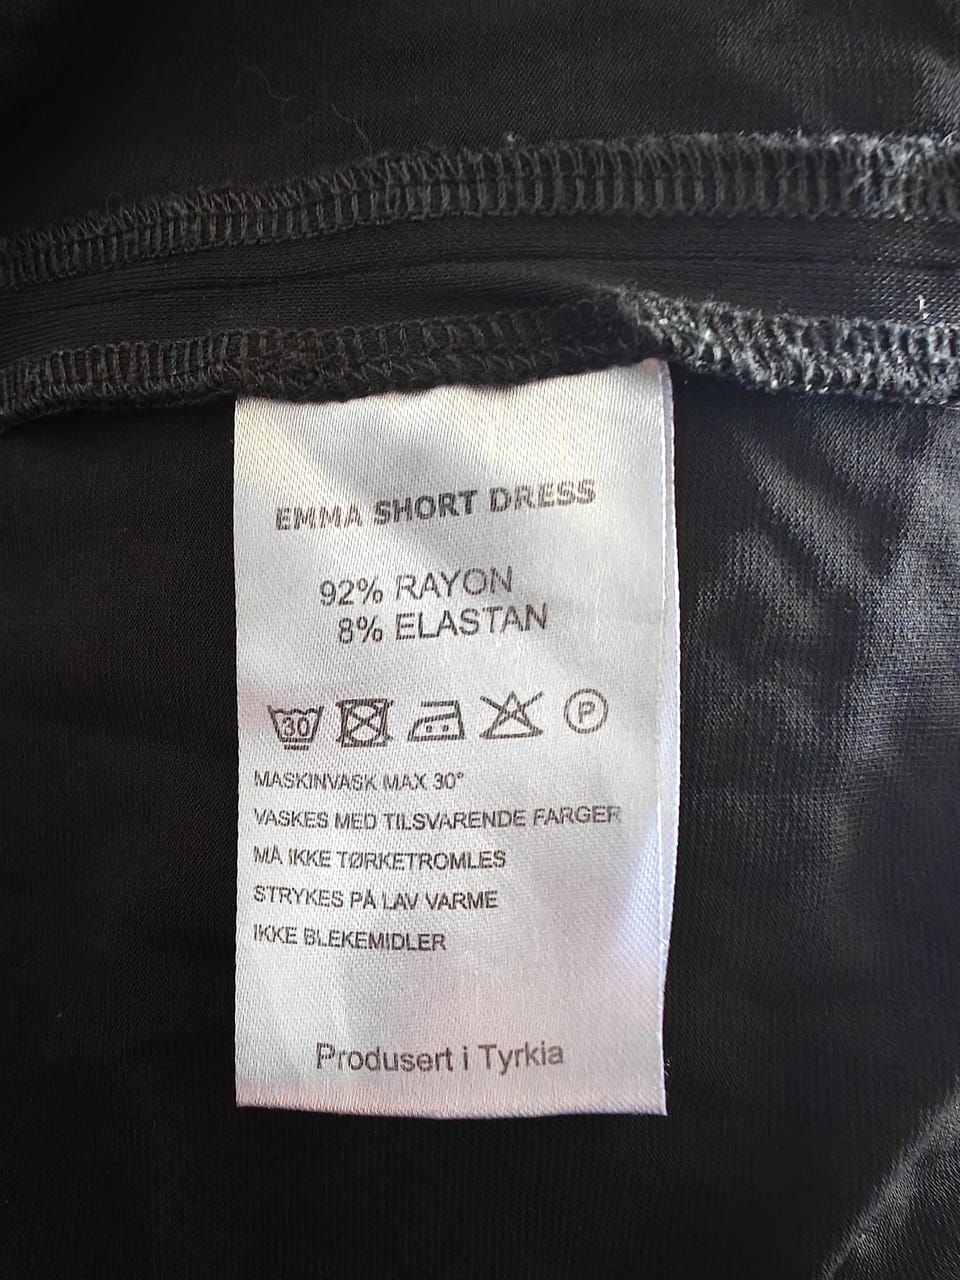 EMMA SHORT DRESS
92% RAYON
8% ELASTAN
30 P
MASKINVASK MAX 30°
VASKES MED TILSVARENDE FARGER
MÅ IKKE TØRKETROMLES
STRYKES PÅ LAV VARME
IKKE BLEKEMIDLER
Produsert i Tyrkia